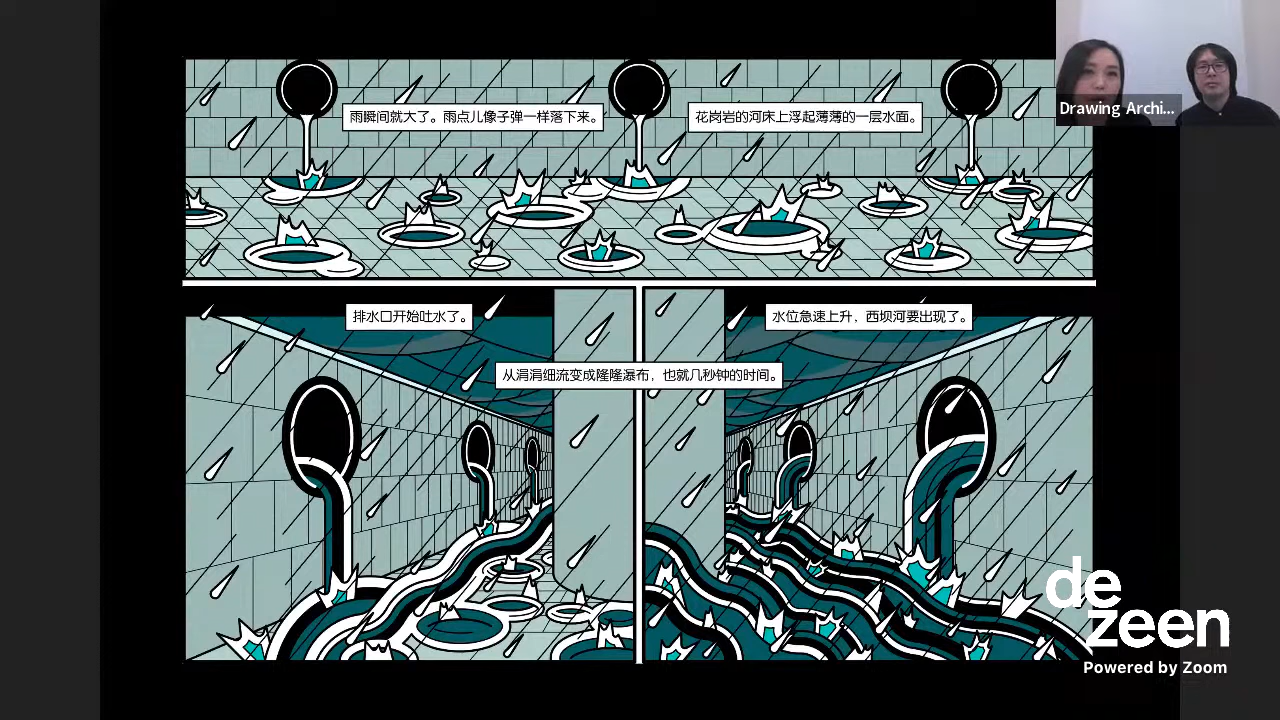 Drawing Archi...
雨瞬间就大了。雨点儿像子弹一样落下来。
花岗岩的河床上浮起薄薄的一层水面。
排水口开始吐水了。
水位急速上升，西坝河要出现了。
从涓涓细流变成隆隆瀑布，也就几秒钟的时间。
de
zeen
Powered by Zoom